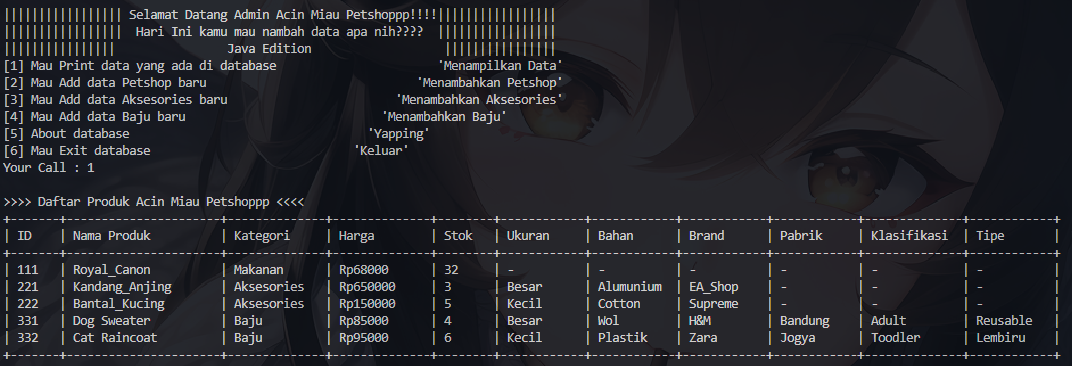 ||||||||||||||||| Selamat Datang Admin Acin Miau Petshoppp!!!!|||||||||||||||||
|||||||||||||||||  Hari Ini kamu mau nambah data apa nih????  |||||||||||||||||
||||||||||||||||                Java Edition                   ||||||||||||||||
[1] Mau Print data yang ada di database                       'Menampilkan Data'
[2] Mau Add data Petshop baru                              'Menambahkan Petshop'
[3] Mau Add data Aksesories baru                        'Menambahkan Aksesories'
[4] Mau Add data Baju baru                                    'Menambahkan Baju'
[5] About database                                  'Yapping'
[6] Mau Exit database                             'Keluar'
Your Call : 1
>>>> Daftar Produk Acin Miau Petshoppp <<<<
| ID | Nama Produk | Kategori | Harga | Stok | Ukuran | Bahan | Brand | Pabrik | Klasifikasi | Tipe |
| 111 | Royal_Canon | Makanan | Rp68000 | 32 | - | - | - | - | - | - |
| 221 | Kandang_Anjing | Aksesories | Rp650000 | 3 | Besar | Alumunium | EA_Shop | - | - | - |
| 222 | Bantal_Kucing | Aksesories | Rp150000 | 5 | Kecil | Cotton | Supreme | - | - | - |
| 331 | Dog Sweater | Baju | Rp85000 | 4 | Besar | Wol | H&M | Bandung | Adult | Reusable |
| 332 | Cat Raincoat | Baju | Rp95000 | 6 | Kecil | Plastik | Zara | Jogya | Toodler | Lembiru |